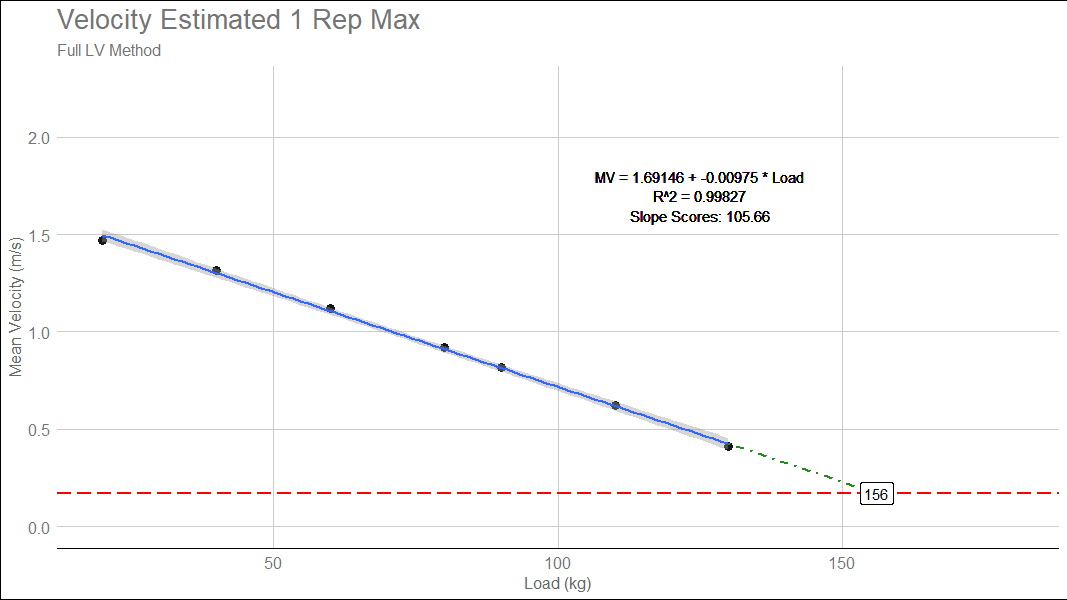 Velocity Estimated 1 Rep Max
Full LV Method
2.0
1.5
1.0
0.5
0.0
Mean Velocity (m/s)
MV = 1.69146 + -0.00975 * Load
R^2 = 0.99827
Slope Scores: 105.66
156
50
100
150
Load (kg)